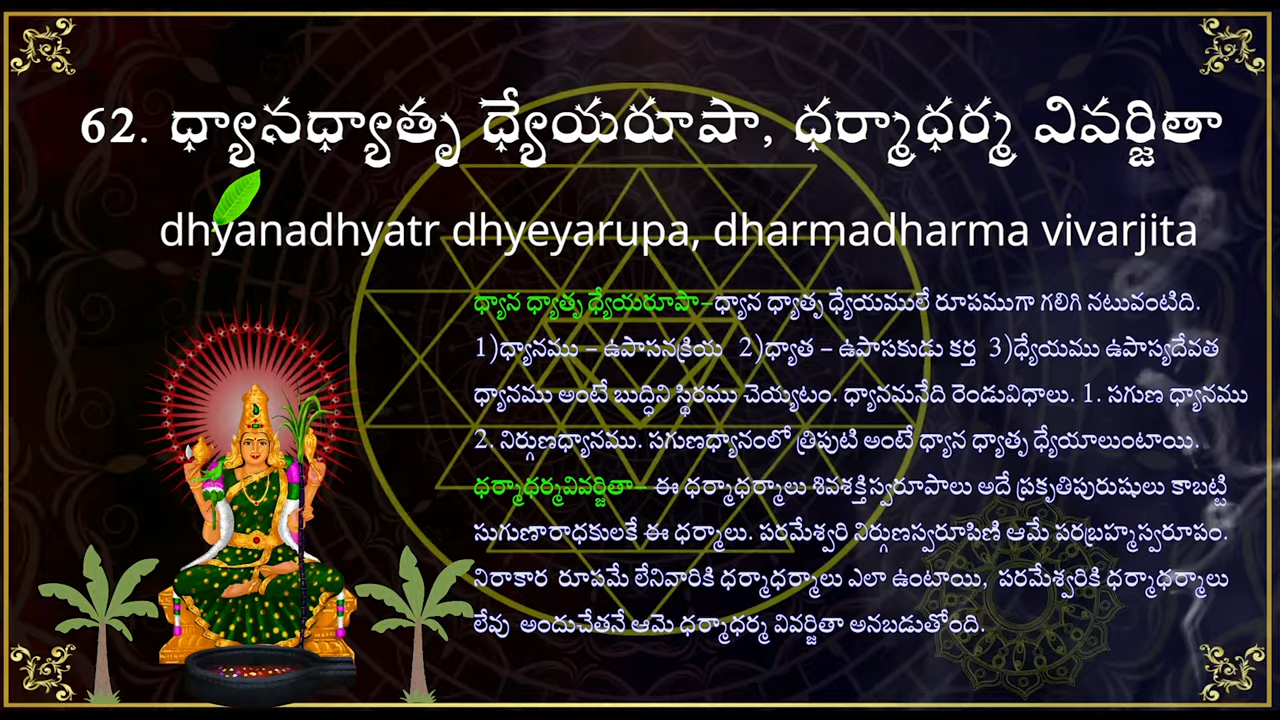 62. ధ్యానధ్యాతృ ధ్యేయరూపా, ధర్మాధర్మ వివర్జితా
dhyanadhyatr dhyeyarupa, dharmadharma vivarjita
ధ్యాన ధ్యాతృ ధ్యేయరూపా-ధ్యాన ధ్యాతృ ధ్యేయములే రూపముగా గలిగి నటువంటిది.
1)ధ్యానము – ఉపాసనక్రియ 2)ధ్యాత – ఉపాసకుడు కర్త 3)ధ్యేయము ఉపాస్యదేవత
ధ్యానము అంటే బుద్ధిని స్థిరము చెయ్యటం. ధ్యానమనేది రెండువిధాలు. 1. సగుణ ధ్యానము
2. నిర్గుణధ్యానము. సగుణధ్యానంలో త్రిపుటి అంటే ధ్యాన ధ్యాతృ ధ్యేయాలుంటాయి.
ధర్మాధర్మవివర్జితా- ఈ ధర్మాధర్మాలు శివశక్తిస్వరూపాలు అదే ప్రకృతిపురుషులు కాబట్టి
సుగుణారాధకులకే ఈ ధర్మాలు. పరమేశ్వరి నిర్గుణస్వరూపిణి ఆమే పరబ్రహ్మస్వరూపం.
నిరాకార రూపమే లేనివారికి ధర్మాధర్మాలు ఎలా ఉంటాయి, పరమేశ్వరికి ధర్మాధర్మాలు
లేవు అందుచేతనే ఆమె ధర్మాధర్మ వివర్జితా అనబడుతోంది.